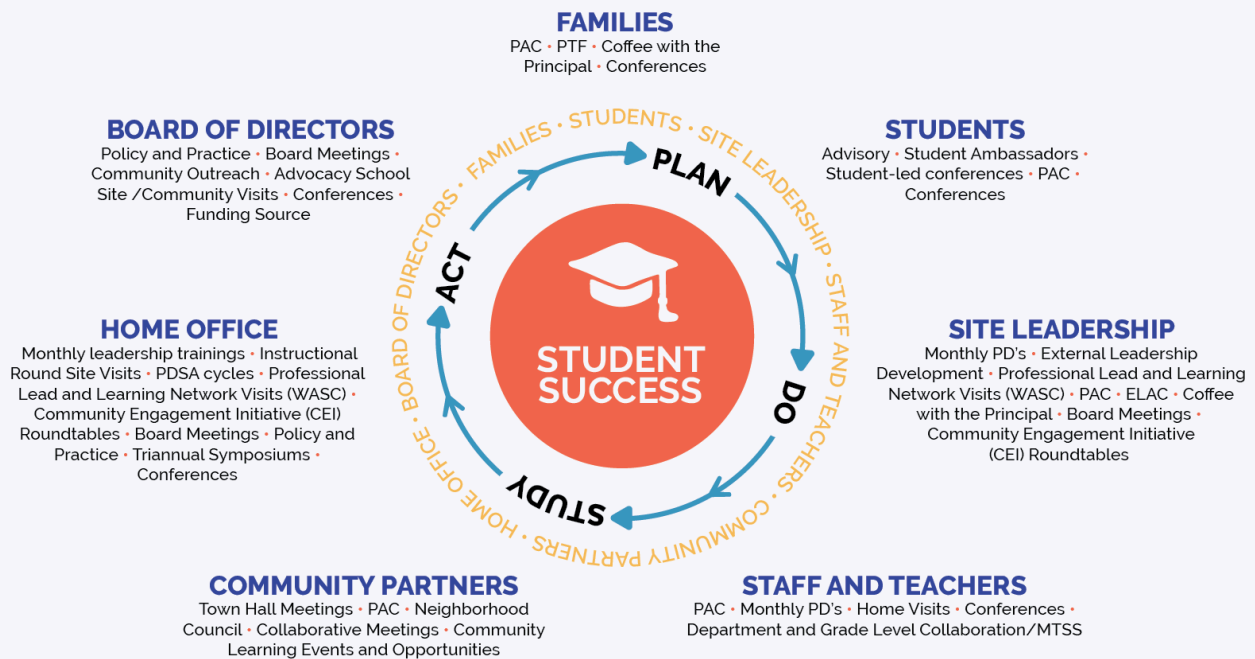 FAMILIES
PAC • PTF • Coffee with the
Principal • Conferences
BOARD OF DIRECTORS
Policy and Practice • Board Meetings •
Community Outreach • Advocacy School
Site /Community Visits • Conferences •
Funding Source
STUDENTS
Advisory • Student Ambassadors •
Student-led conferences • PAC •
Conferences
HOME OFFICE
Monthly leadership trainings • Instructional
Round Site Visits • PDSA cycles • Professional
Lead and Learning Network Visits (WASC) •
Community Engagement Initiative (CEI)
Roundtables • Board Meetings • Policy and
Practice • Triannual Symposiums •
Conferences
FAMILIES • STUDENTS • SITE LEADERSHIP • STAFF AND TEACHERS • COMMUNITY PARTNERS • HOME OFFICE • BOARD OF DIRECTORS •
PLAN
DO
STUDY
ACT
STUDENT
SUCCESS
SITE LEADERSHIP
Monthly PD's • External Leadership
Development • Professional Lead and Learning
Network Visits (WASC) • PAC • ELAC • Coffee
with the Principal • Board Meetings •
Community Engagement Initiative
(CEI) Roundtables
COMMUNITY PARTNERS
Town Hall Meetings • PAC • Neighborhood
Council • Collaborative Meetings • Community
Learning Events and Opportunities
STAFF AND TEACHERS
PAC • Monthly PD's • Home Visits • Conferences •
Department and Grade Level Collaboration/MTSS